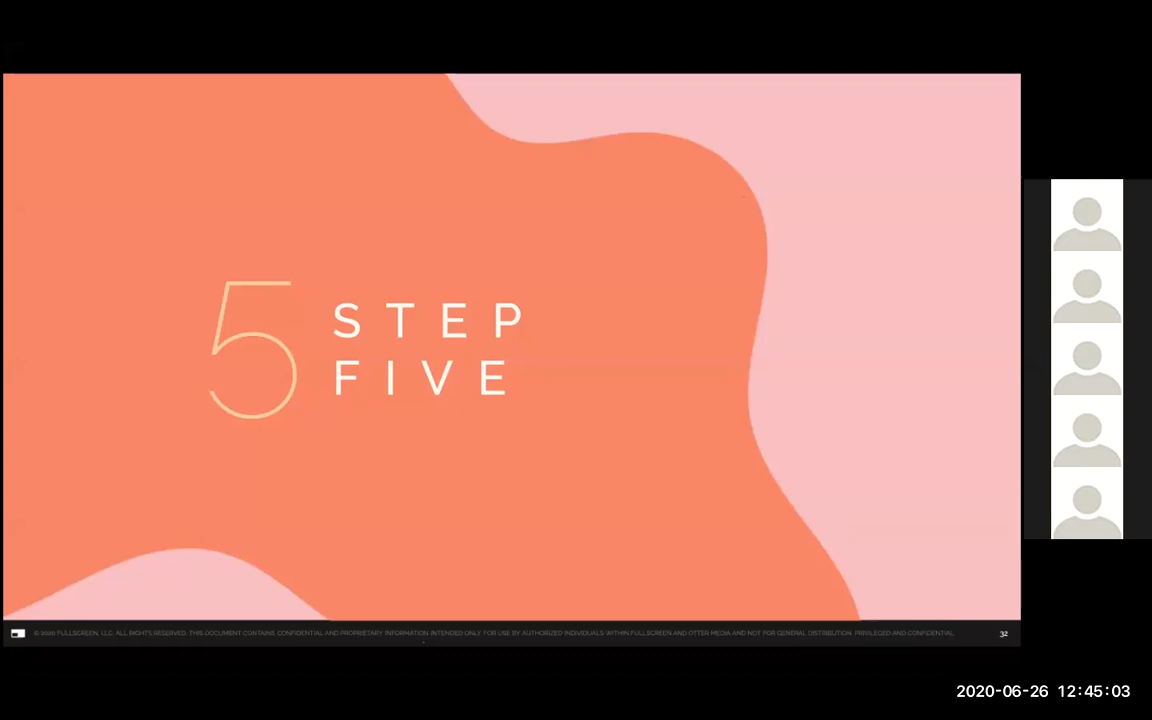 5
STEP
FIVE
© 2020 FULLSCREEN, LLC. ALL RIGHTS RESERVED. THIS DOCUMENT CONTAINS CONFIDENTIAL AND PROPRIETARY INFORMATION INTENDED ONLY FOR USE BY AUTHORIZED INDIVIDUALS WITHIN FULLSCREEN AND OTTER MEDIA AND NOT FOR GENERAL DISTRIBUTION. PRIVILEGED AND CONFIDENTIAL
32
2020-06-26 12:45:03